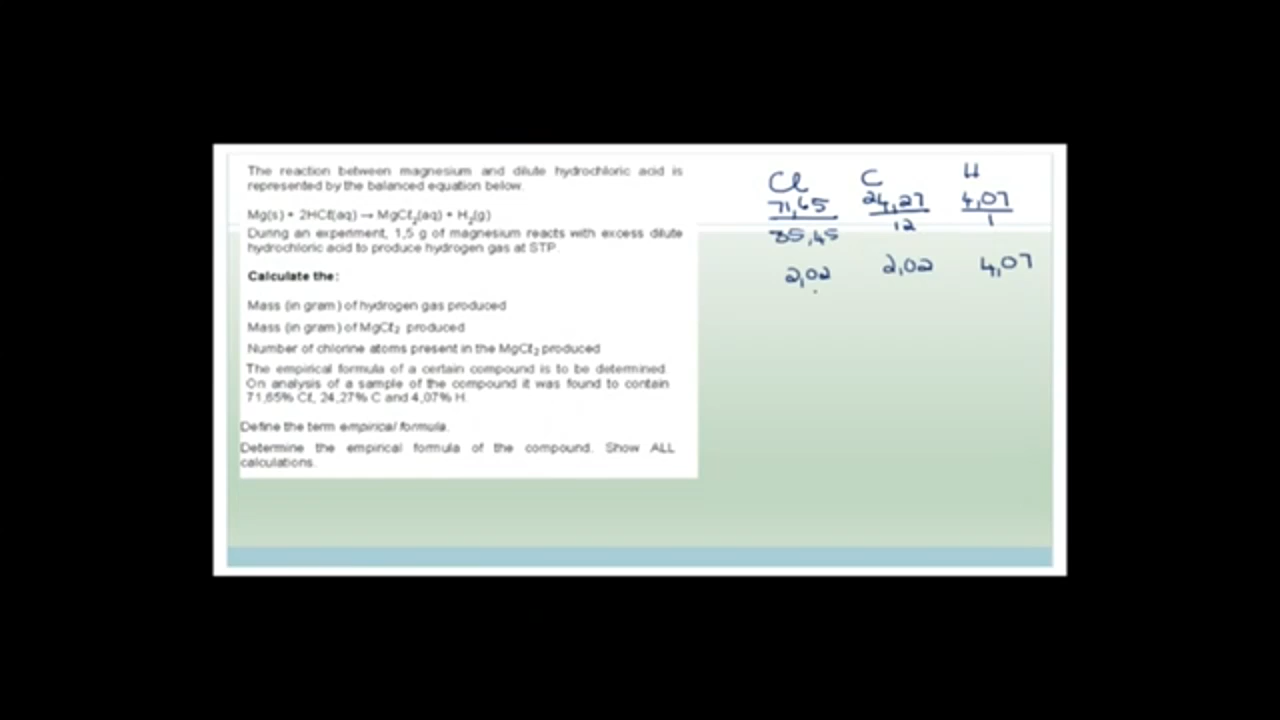 The reaction between magnesium and dilute hydrochloric acid is
represented by the balanced equation below.
Mg(s) + 2HCℓ(aq) → MgCℓ₂(aq) + H₂(g)
During an experiment, 1,5 g of magnesium reacts with excess dilute
hydrochloric acid to produce hydrogen gas at STP.
Calculate the:
Mass (in gram) of hydrogen gas produced
Mass (in gram) of MgCℓ₂ produced
Number of chlorine atoms present in the MgCℓ₂ produced
The empirical formula of a certain compound is to be determined.
On analysis of a sample of the compound it was found to contain
71,65% Cℓ, 24,27% C and 4,07% H.
Define the term empirical formula.
Determine the empirical formula of the compound. Show ALL
calculations.
Cl C H
71,65 24,27 4,07
35,45 12 1
2,02 2,02 4,07